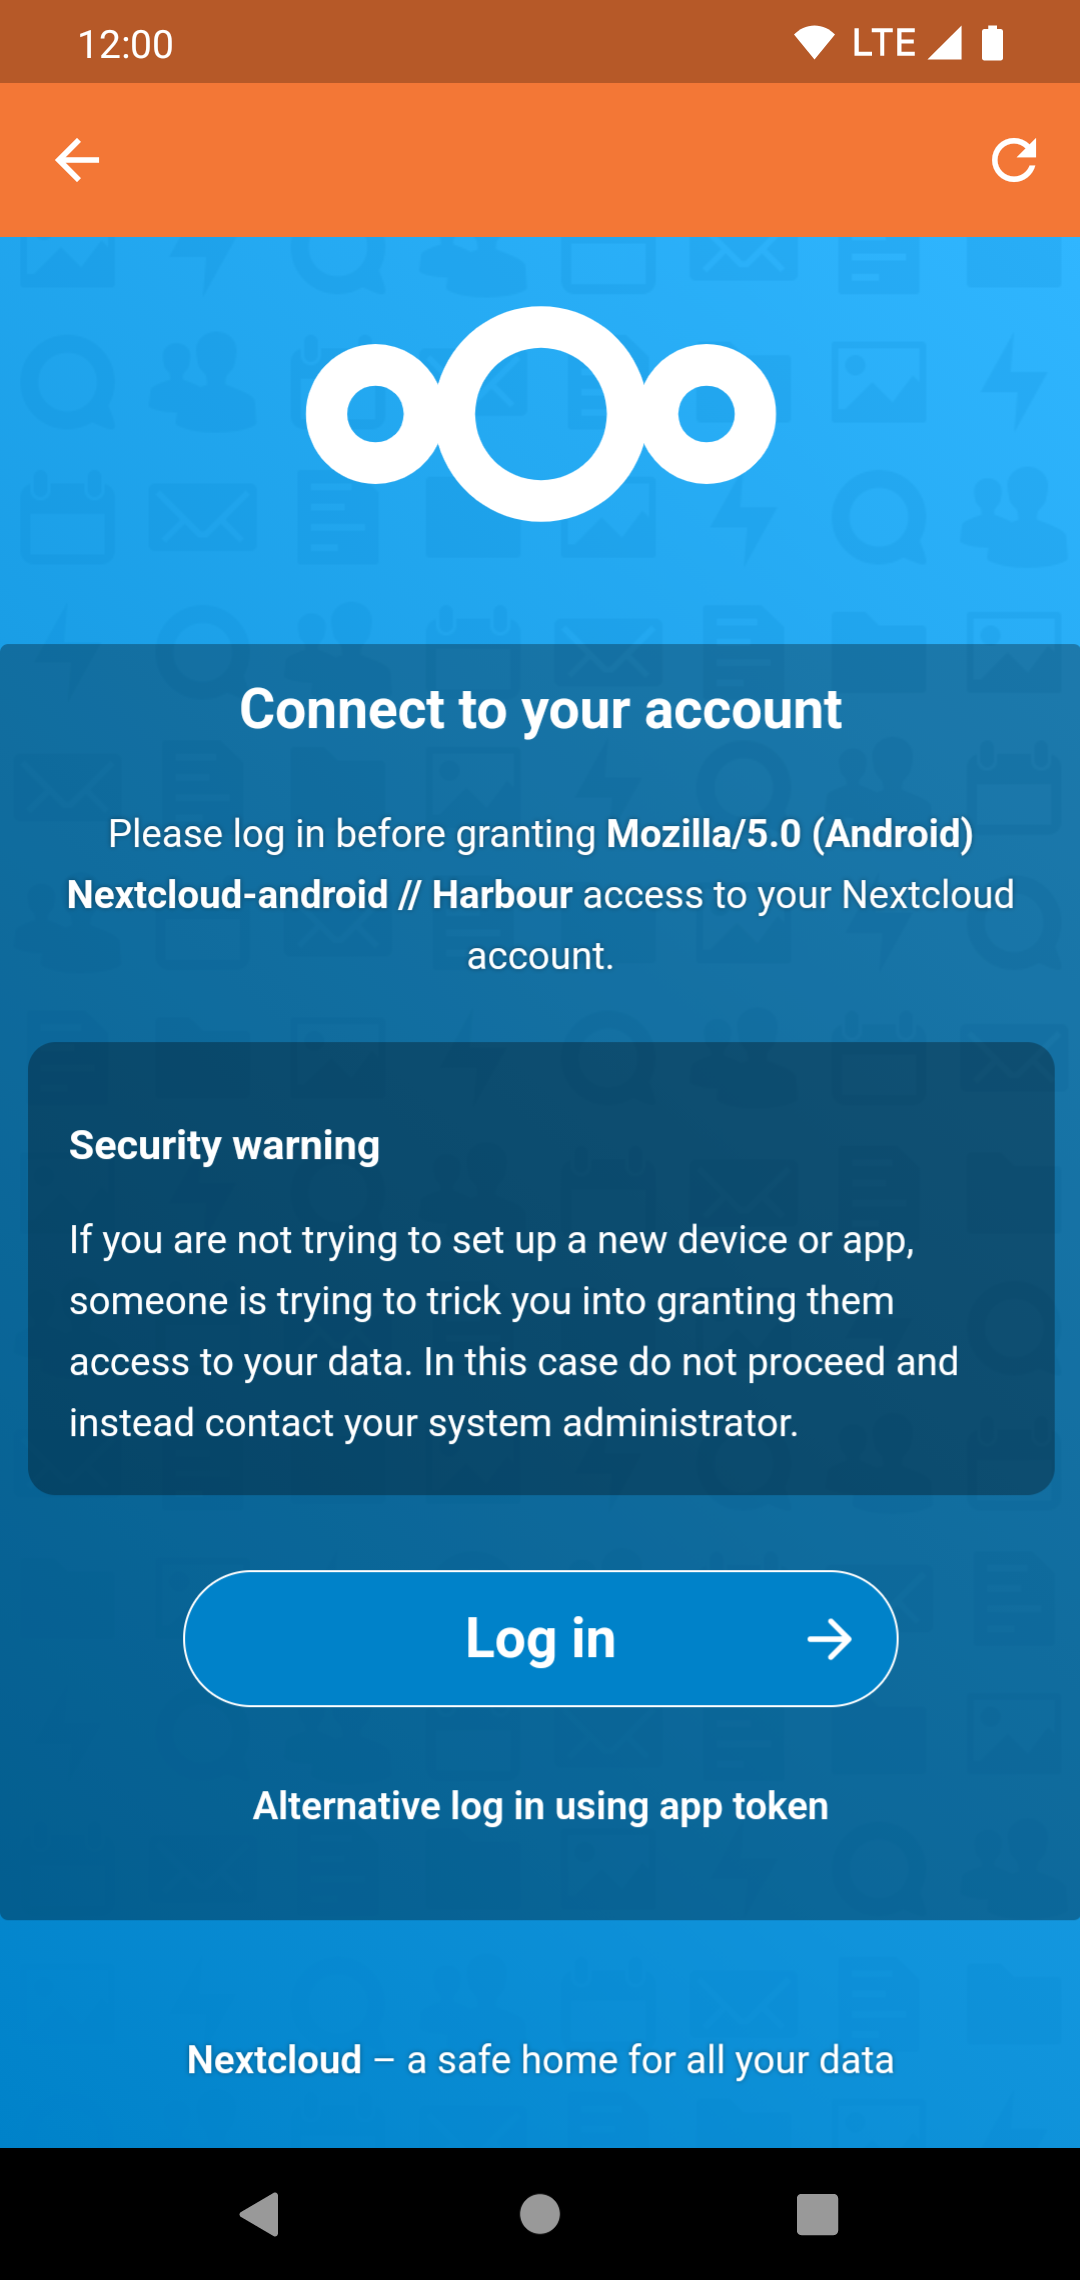 12:00
LTE
Connect to your account
Please log in before granting Mozilla/5.0 (Android)
Nextcloud-android // Harbour access to your Nextcloud
account.
Security warning
If you are not trying to set up a new device or app,
someone is trying to trick you into granting them
access to your data. In this case do not proceed and
instead contact your system administrator.
Log in
Alternative log in using app token
Nextcloud – a safe home for all your data